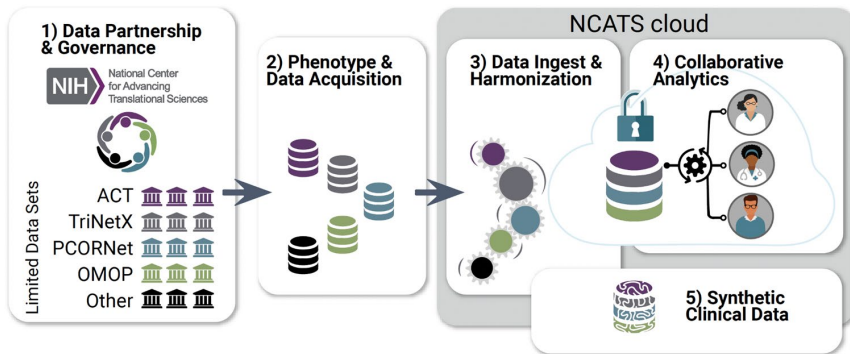 NCATS cloud
1) Data Partnership
& Governance
NIH
National Center
for Advancing
Translational Sciences
Limited Data Sets
ACT
TriNetX
PCORNet
OMOP
Other
2) Phenotype &
Data Acquisition
3) Data Ingest &
Harmonization
4) Collaborative
Analytics
5) Synthetic
Clinical Data